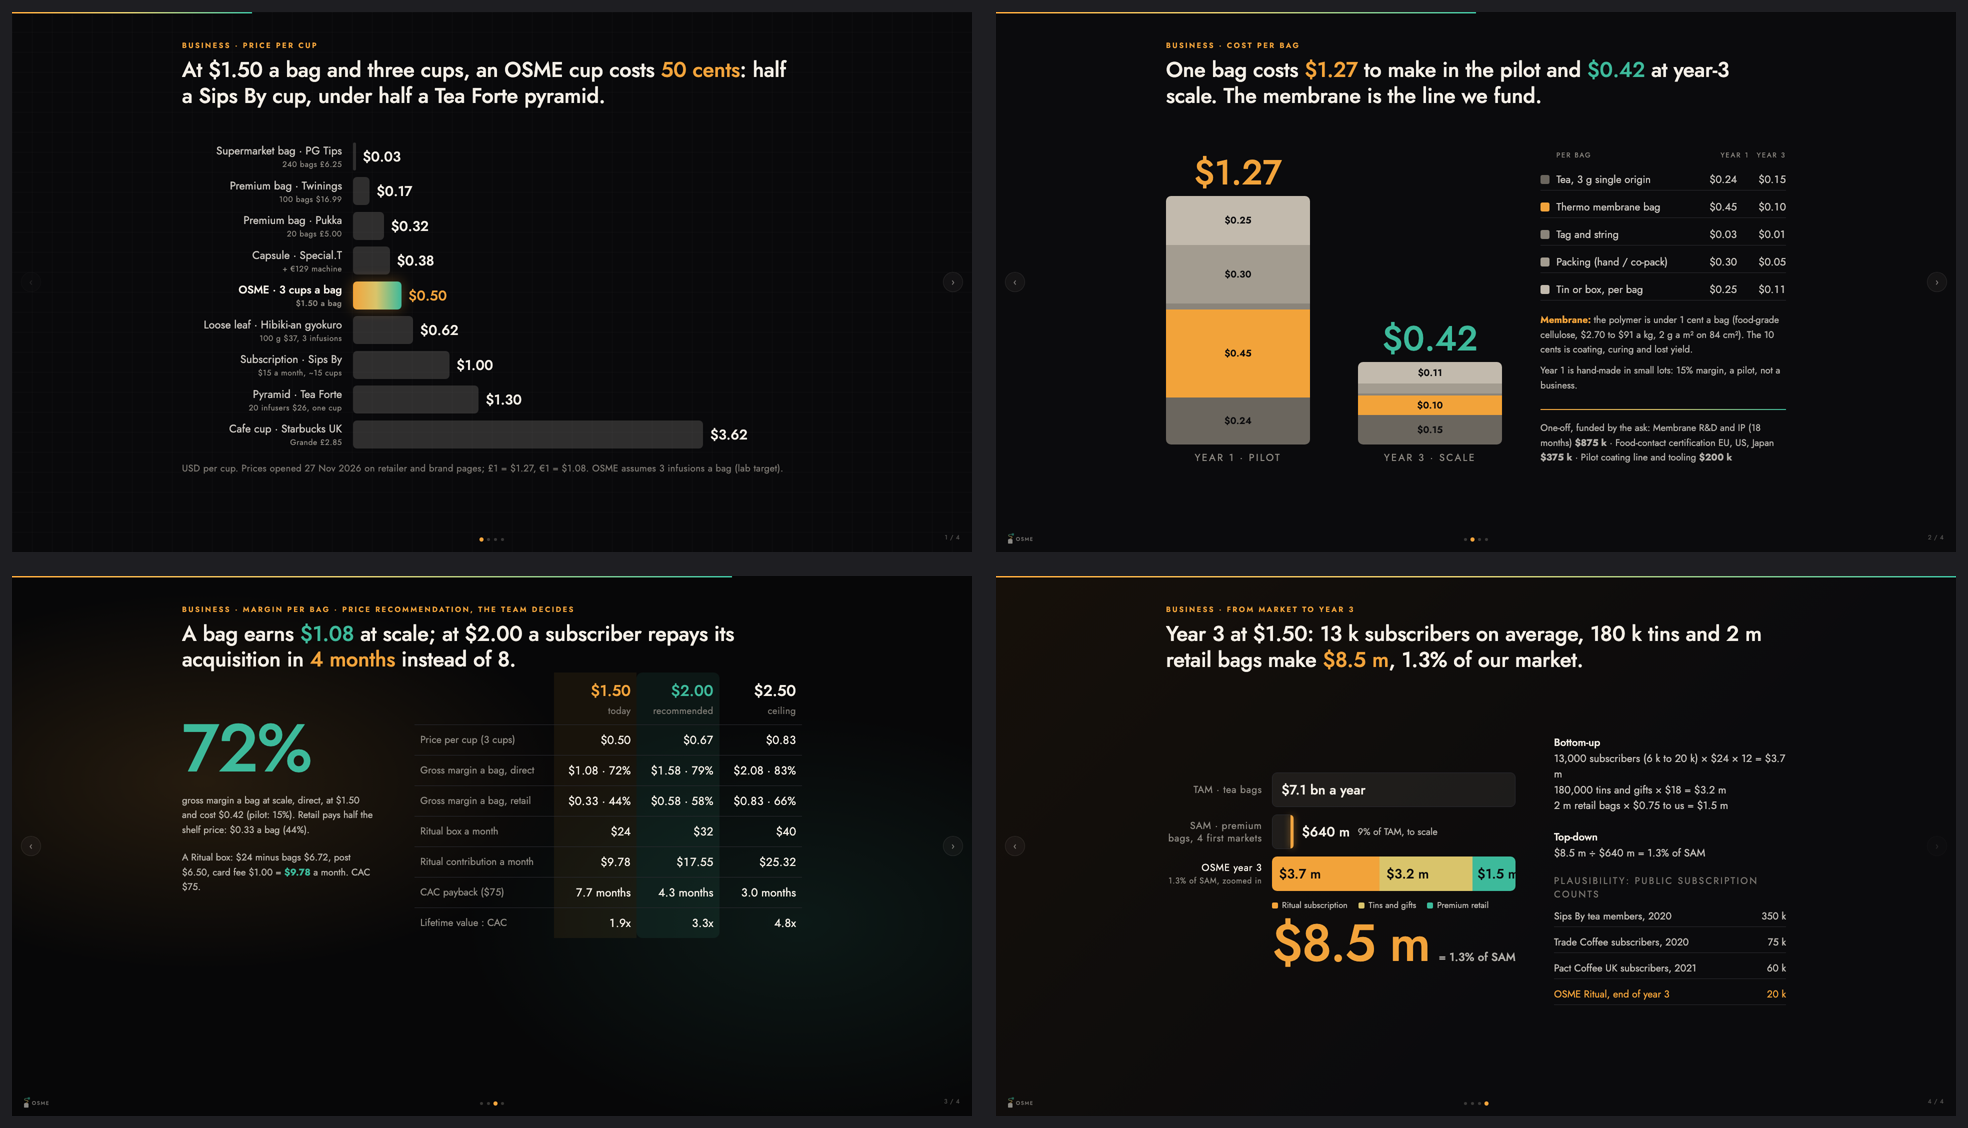 BUSINESS · PRICE PER CUP
At $1.50 a bag and three cups, an OSME cup costs 50 cents: half
a Sips By cup, under half a Tea Forte pyramid.
Supermarket bag · PG Tips
240 bags £6.25
$0.03
Premium bag · Twinings
100 bags $16.99
$0.17
Premium bag · Pukka
20 bags £5.00
$0.32
Capsule · Special.T
+ €129 machine
$0.38
OSME · 3 cups a bag
$1.50 a bag
$0.50
Loose leaf · Hibiki-an gyokuro
100 g $37, 3 infusions
$0.62
Subscription · Sips By
$15 a month, ~15 cups
$1.00
Pyramid · Tea Forte
20 infusers $26, one cup
$1.30
Cafe cup · Starbucks UK
Grande £2.85
$3.62
USD per cup. Prices opened 27 Nov 2026 on retailer and brand pages; £1 = $1.27, €1 = $1.08. OSME assumes 3 infusions a bag (lab target).
1 / 4
BUSINESS · COST PER BAG
One bag costs $1.27 to make in the pilot and $0.42 at year-3
scale. The membrane is the line we fund.
$1.27
$0.25
$0.30
$0.45
$0.24
YEAR 1 · PILOT
$0.42
$0.11
$0.10
$0.15
YEAR 3 · SCALE
PER BAG YEAR 1 YEAR 3
Tea, 3 g single origin $0.24 $0.15
Thermo membrane bag $0.45 $0.10
Tag and string $0.03 $0.01
Packing (hand / co-pack) $0.30 $0.05
Tin or box, per bag $0.25 $0.11
Membrane: the polymer is under 1 cent a bag (food-grade
cellulose, $2.70 to $91 a kg, 2 g a m² on 84 cm²). The 10
cents is coating, curing and lost yield.
Year 1 is hand-made in small lots: 15% margin, a pilot, not a
business.
One-off, funded by the ask: Membrane R&D and IP (18
months) $875 k · Food-contact certification EU, US, Japan
$375 k · Pilot coating line and tooling $200 k
OSME
2 / 4
BUSINESS · MARGIN PER BAG · PRICE RECOMMENDATION, THE TEAM DECIDES
A bag earns $1.08 at scale; at $2.00 a subscriber repays its
acquisition in 4 months instead of 8.
72%
gross margin a bag at scale, direct, at $1.50
and cost $0.42 (pilot: 15%). Retail pays half the
shelf price: $0.33 a bag (44%).
A Ritual box: $24 minus bags $6.72, post
$6.50, card fee $1.00 = $9.78 a month. CAC
$75.
$1.50 $2.00 $2.50
today recommended ceiling
Price per cup (3 cups) $0.50 $0.67 $0.83
Gross margin a bag, direct $1.08 · 72% $1.58 · 79% $2.08 · 83%
Gross margin a bag, retail $0.33 · 44% $0.58 · 58% $0.83 · 66%
Ritual box a month $24 $32 $40
Ritual contribution a month $9.78 $17.55 $25.32
CAC payback ($75) 7.7 months 4.3 months 3.0 months
Lifetime value : CAC 1.9x 3.3x 4.8x
OSME
3 / 4
BUSINESS · FROM MARKET TO YEAR 3
Year 3 at $1.50: 13 k subscribers on average, 180 k tins and 2 m
retail bags make $8.5 m, 1.3% of our market.
TAM · tea bags
$7.1 bn a year
SAM · premium
bags, 4 first markets
$640 m 9% of TAM, to scale
OSME year 3
1.3% of SAM, zoomed in
$3.7 m $3.2 m $1.5 m
Ritual subscription Tins and gifts Premium retail
$8.5 m = 1.3% of SAM
Bottom-up
13,000 subscribers (6 k to 20 k) × $24 × 12 = $3.7
m
180,000 tins and gifts × $18 = $3.2 m
2 m retail bags × $0.75 to us = $1.5 m
Top-down
$8.5 m ÷ $640 m = 1.3% of SAM
PLAUSIBILITY: PUBLIC SUBSCRIPTION
COUNTS
Sips By tea members, 2020 350 k
Trade Coffee subscribers, 2020 75 k
Pact Coffee UK subscribers, 2021 60 k
OSME Ritual, end of year 3 20 k
OSME
4 / 4